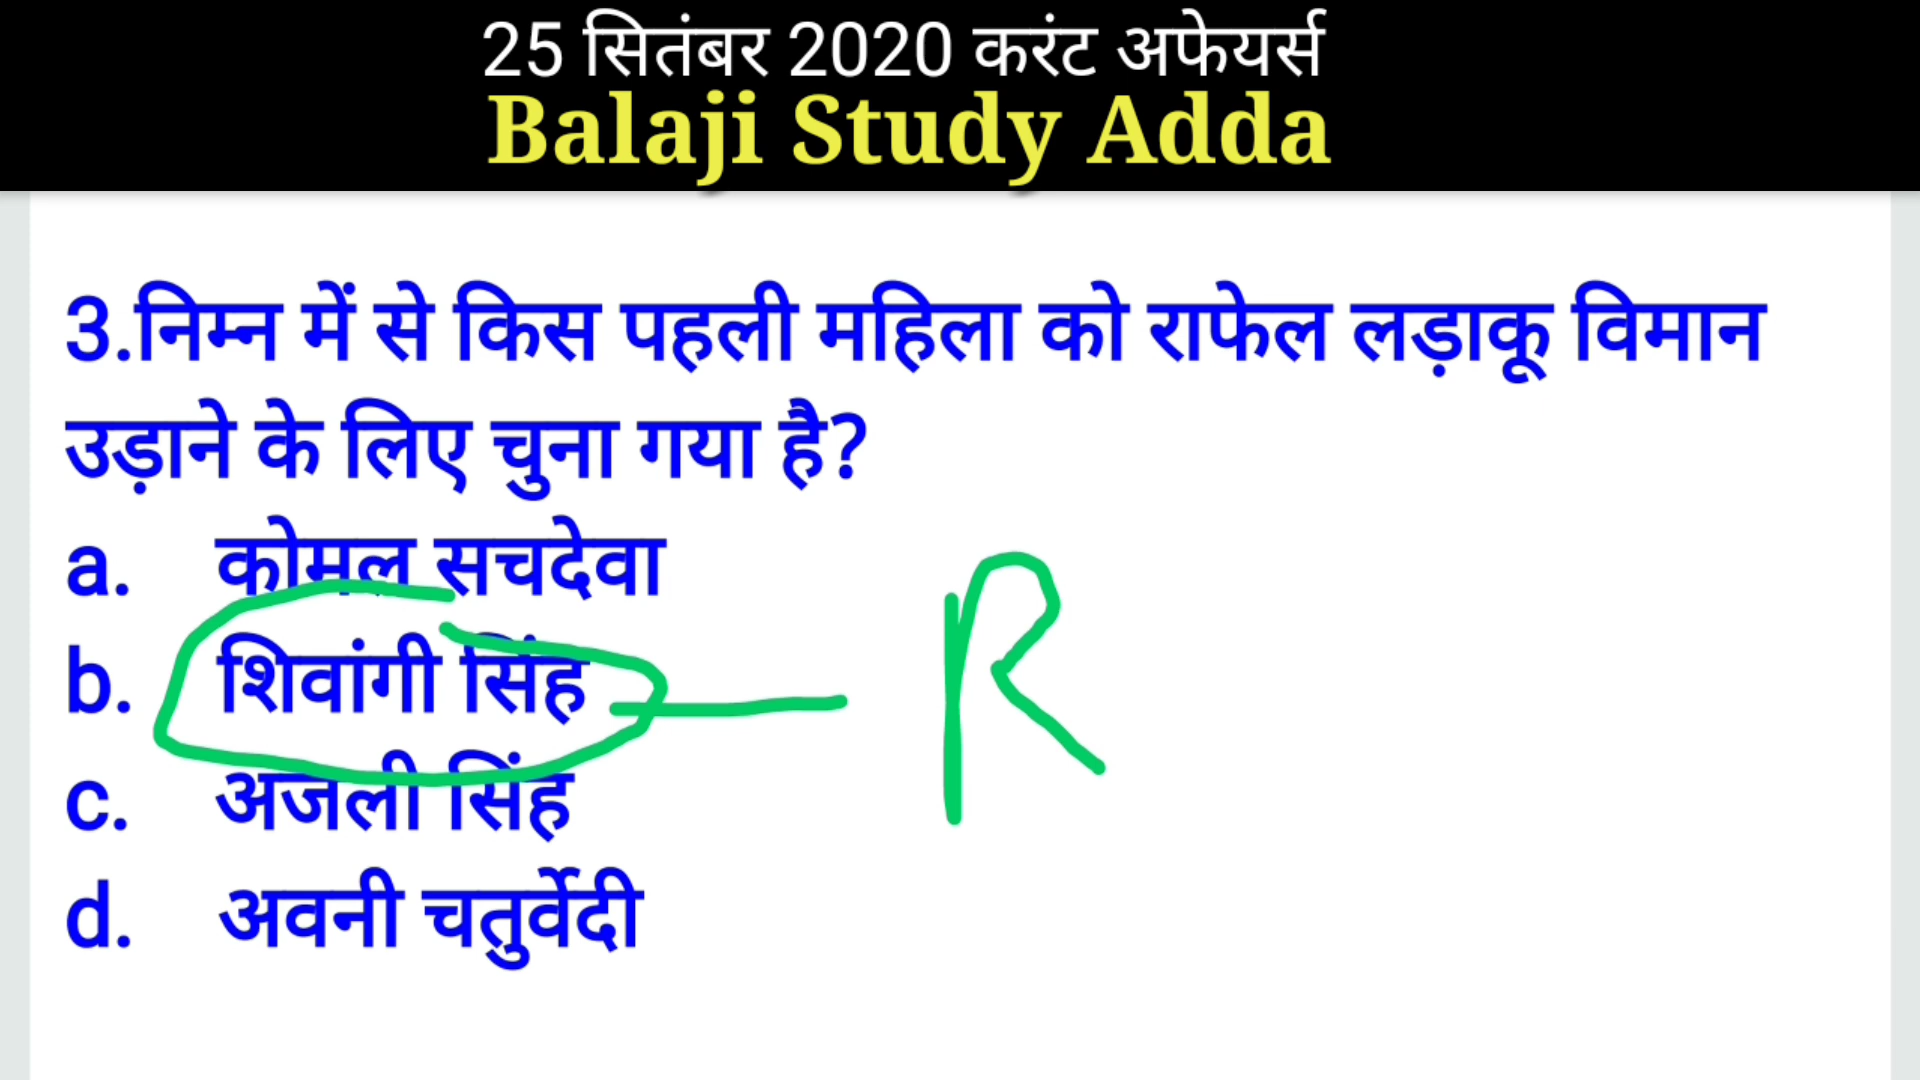 25 सितंबर 2020 करंट अफेयर्स
Balaji Study Adda
3.निम्न में से किस पहली महिला को राफेल लड़ाकू विमान
उड़ाने के लिए चुना गया है?
a. कोमल सचदेवा
b. शिवांगी सिंह
R
c. अजली सिंह
d. अवनी चतुर्वेदी